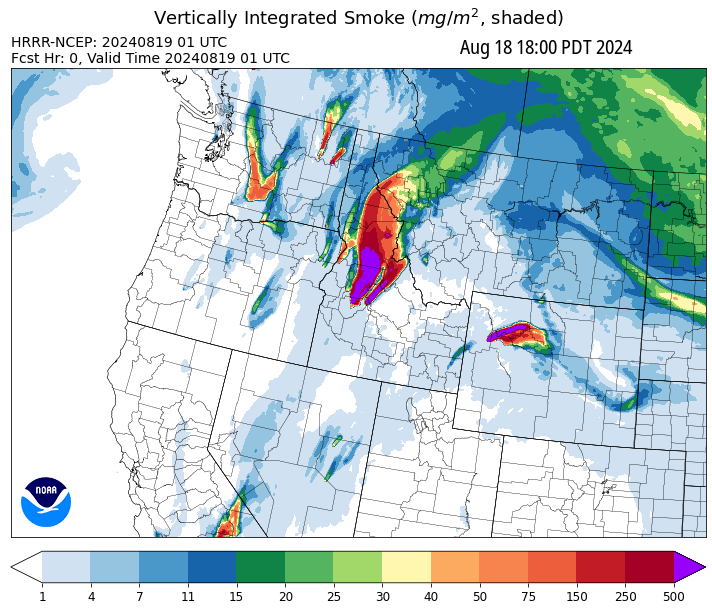 Vertically Integrated Smoke (mg/m², shaded)
HRRR-NCEP: 20240819 01 UTC
Fcst Hr: 0, Valid Time 20240819 01 UTC
Aug 18 18:00 PDT 2024
NOAA
1 4 7 11 15 20 25 30 40 50 75 150 250 500